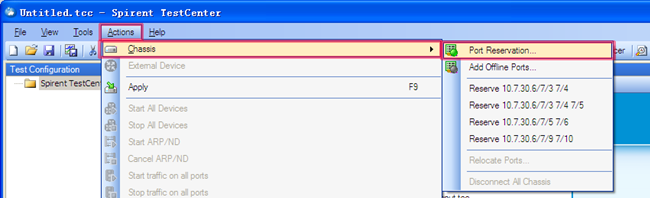 Untitled.tcc - Spirent TestCenter
File View Tools Actions Help
Test Configuration
Spirent TestCen
Chassis
External Device
Apply F9
Start All Devices
Stop All Devices
Start ARP/ND
Cancel ARP/ND
Start traffic on all ports
Stop traffic on all ports
Port Reservation...
Add Offline Ports...
Reserve 10.7.30.6/7/3 7/4
Reserve 10.7.30.6/7/3 7/4 7/5
Reserve 10.7.30.6/7/5 7/6
Reserve 10.7.30.6/7/9 7/10
Relocate Ports...
Disconnect All Chassis